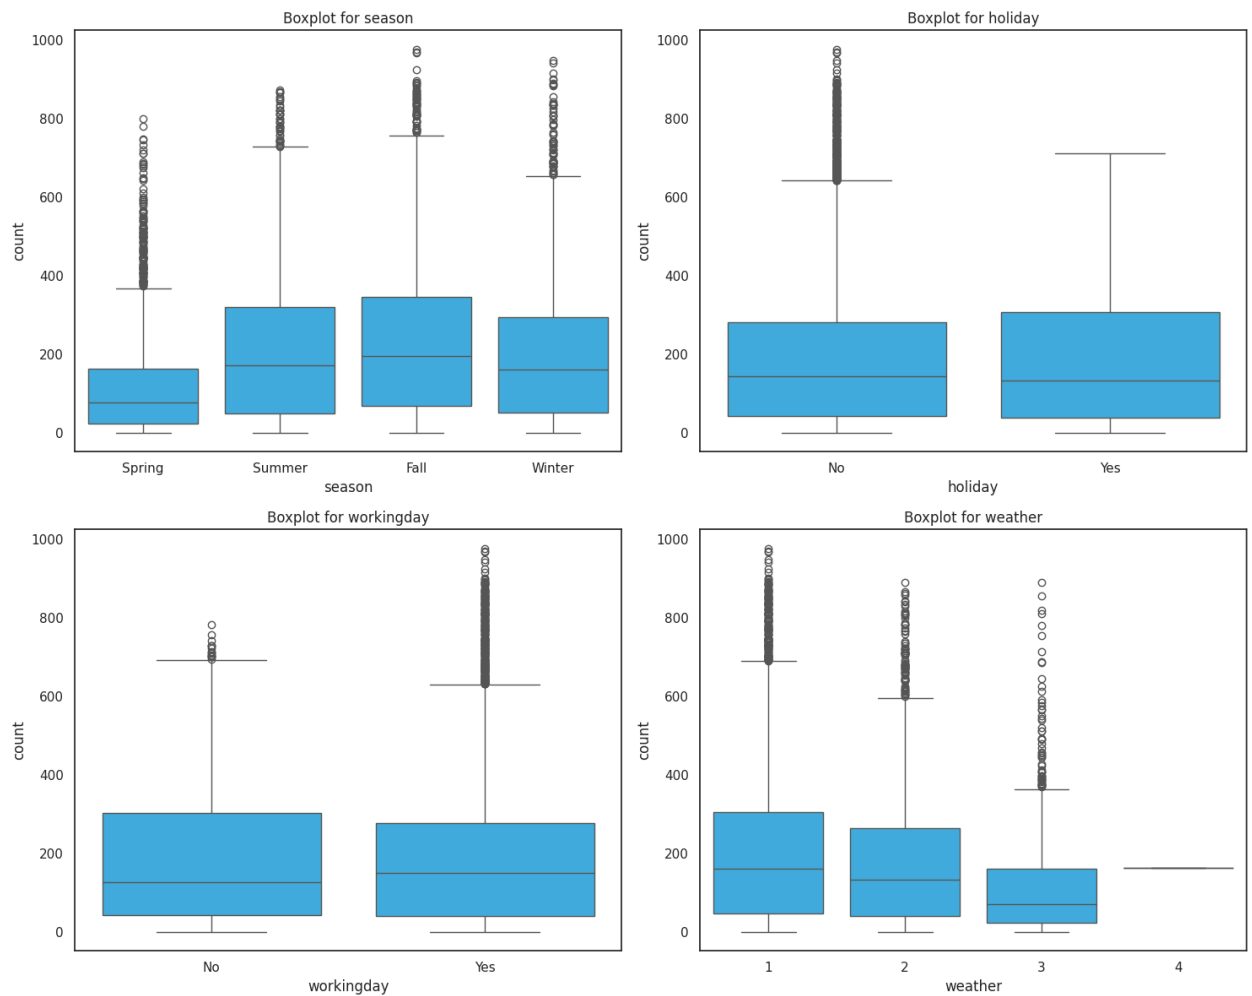 Boxplot for season
1000
800
600
400
200
0
count
Spring Summer Fall Winter
season
Boxplot for holiday
1000
800
600
400
200
0
count
No Yes
holiday
Boxplot for workingday
1000
800
600
400
200
0
count
No Yes
workingday
Boxplot for weather
1000
800
600
400
200
0
count
1 2 3 4
weather